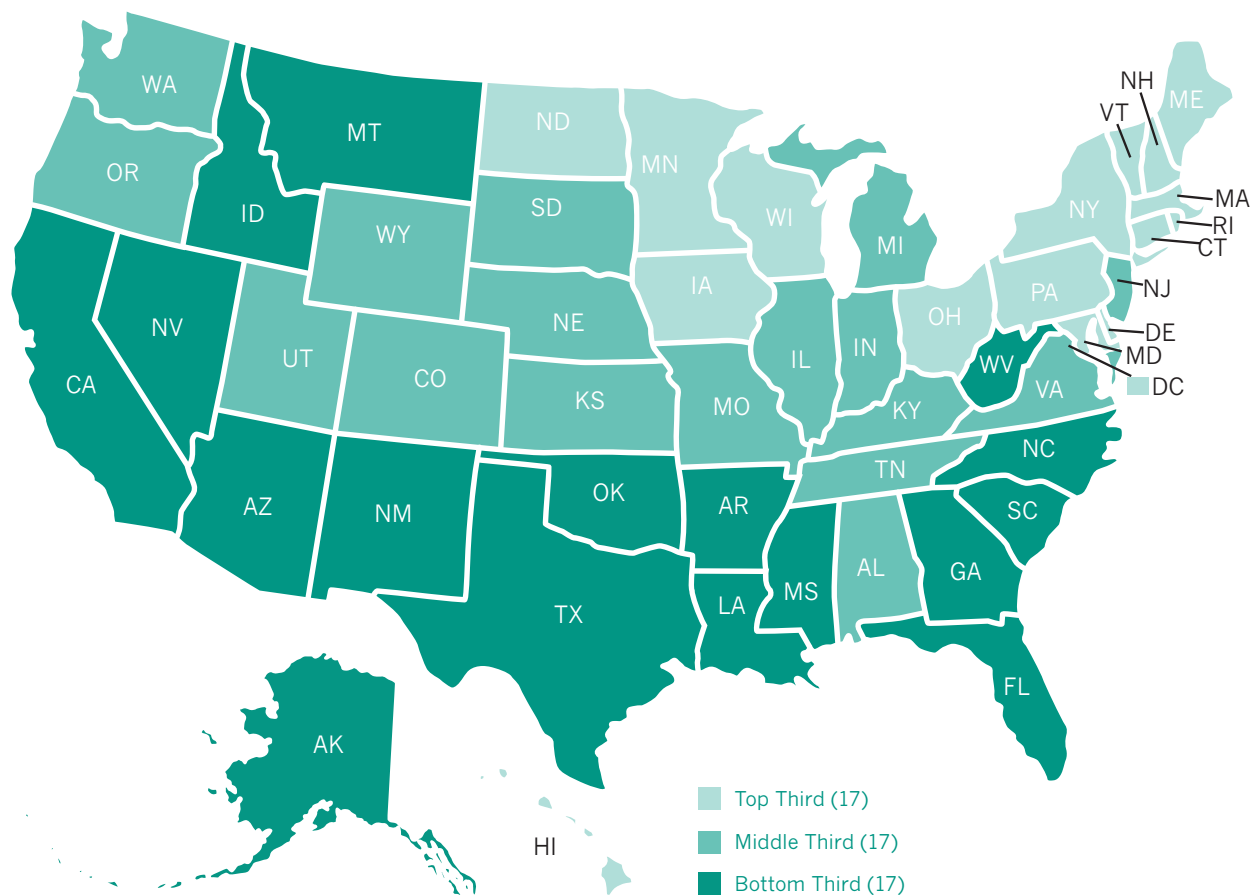 NH
WA
ME
VT
ND
MT
MN
OR
MA
SD
NY
ID
WI
RI
WY
MI
CT
IA
PA
NJ
NE
OH
NV
DE
IN
UT
MD
IL
WV
CO
CA
DC
VA
KS
MO
KY
NC
TN
OK
AR
AZ
SC
NM
AL
GA
MS
LA
TX
FL
AK
Top Third (17)
Middle Third (17)
HI
Bottom Third (17)